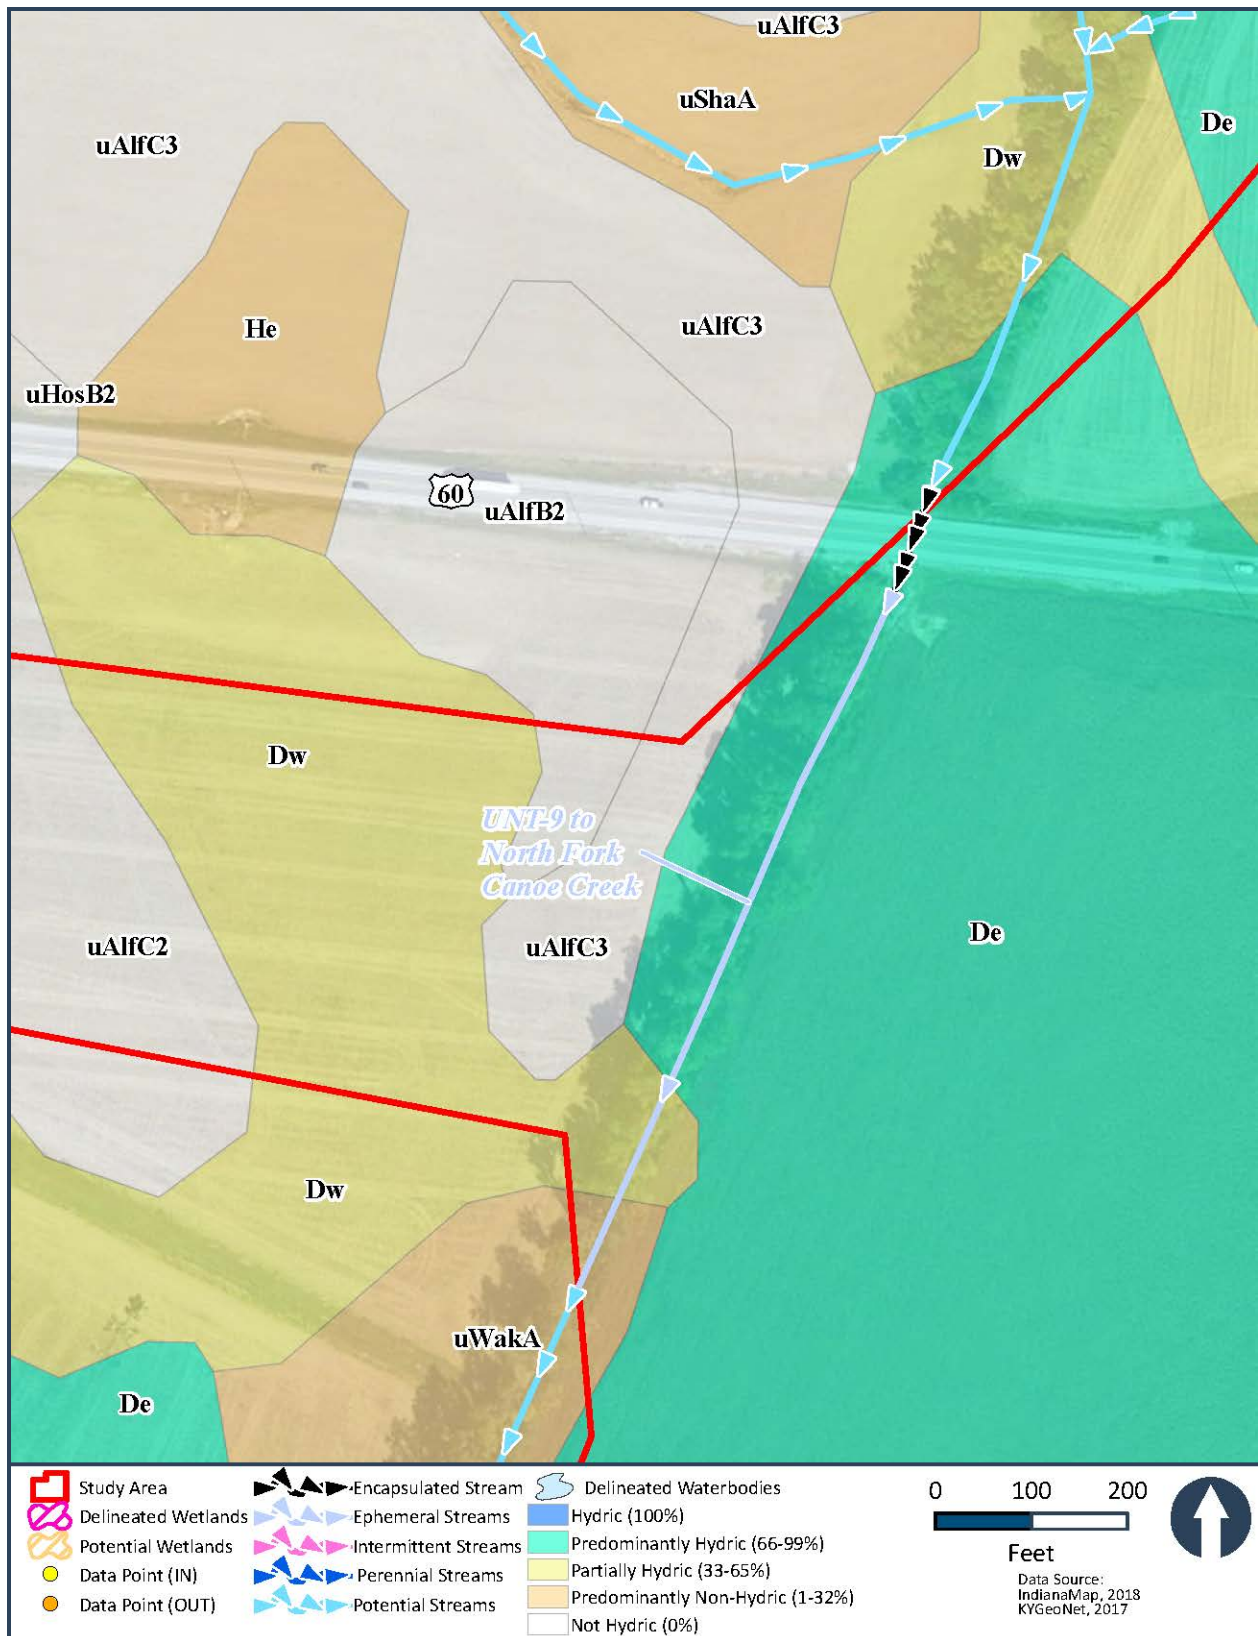 uAlfC3
uShaA
uAlfC3
De
Dw
He
uAlfC3
uHosB2
60
uAlfB2
Dw
UNT-9 to
North Fork
Canoe Creek
uAlfC2
uAlfC3
De
Dw
uWakA
De
Study Area
Delineated Wetlands
Potential Wetlands
Data Point (IN)
Data Point (OUT)
Encapsulated Stream
Ephemeral Streams
Intermittent Streams
Perennial Streams
Potential Streams
Delineated Waterbodies
Hydric (100%)
Predominantly Hydric (66-99%)
Partially Hydric (33-65%)
Predominantly Non-Hydric (1-32%)
Not Hydric (0%)
0 100 200
Feet
Data Source:
IndianaMap, 2018
KYGeoNet, 2017